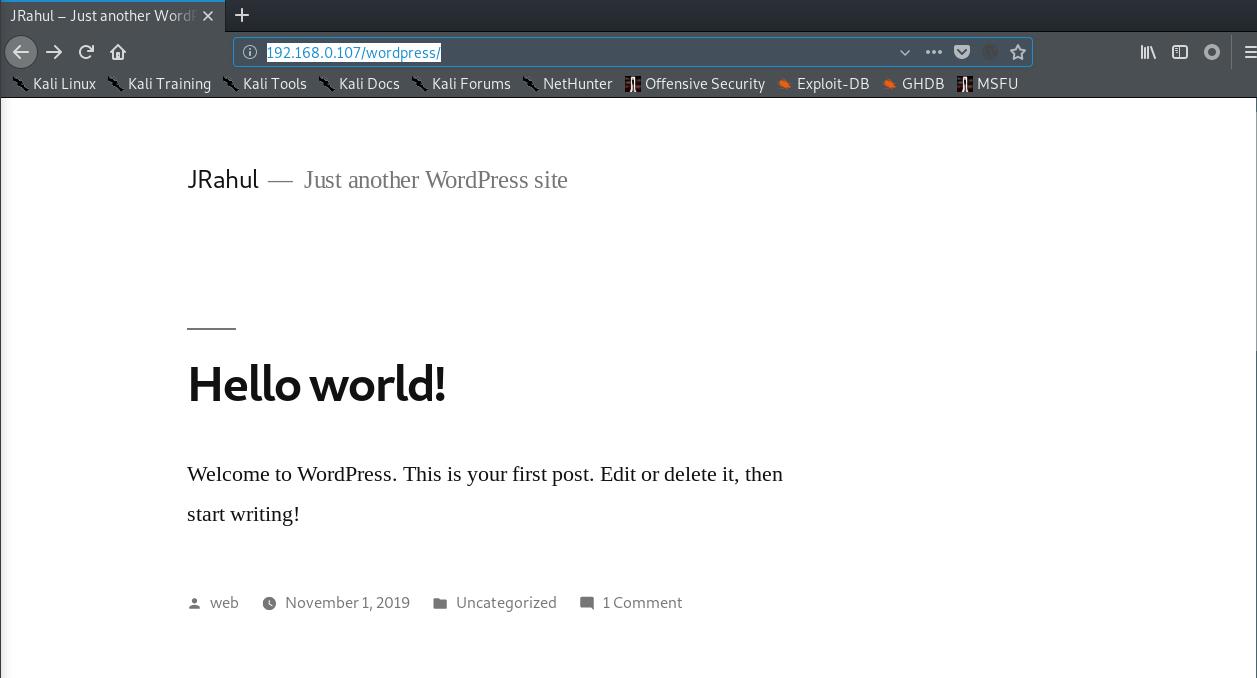 JRahul – Just another Word
192.168.0.107/wordpress/
Kali Linux Kali Training Kali Tools Kali Docs Kali Forums NetHunter Offensive Security Exploit-DB GHDB MSFU
JRahul — Just another WordPress site
Hello world!
Welcome to WordPress. This is your first post. Edit or delete it, then
start writing!
web November 1, 2019 Uncategorized 1 Comment